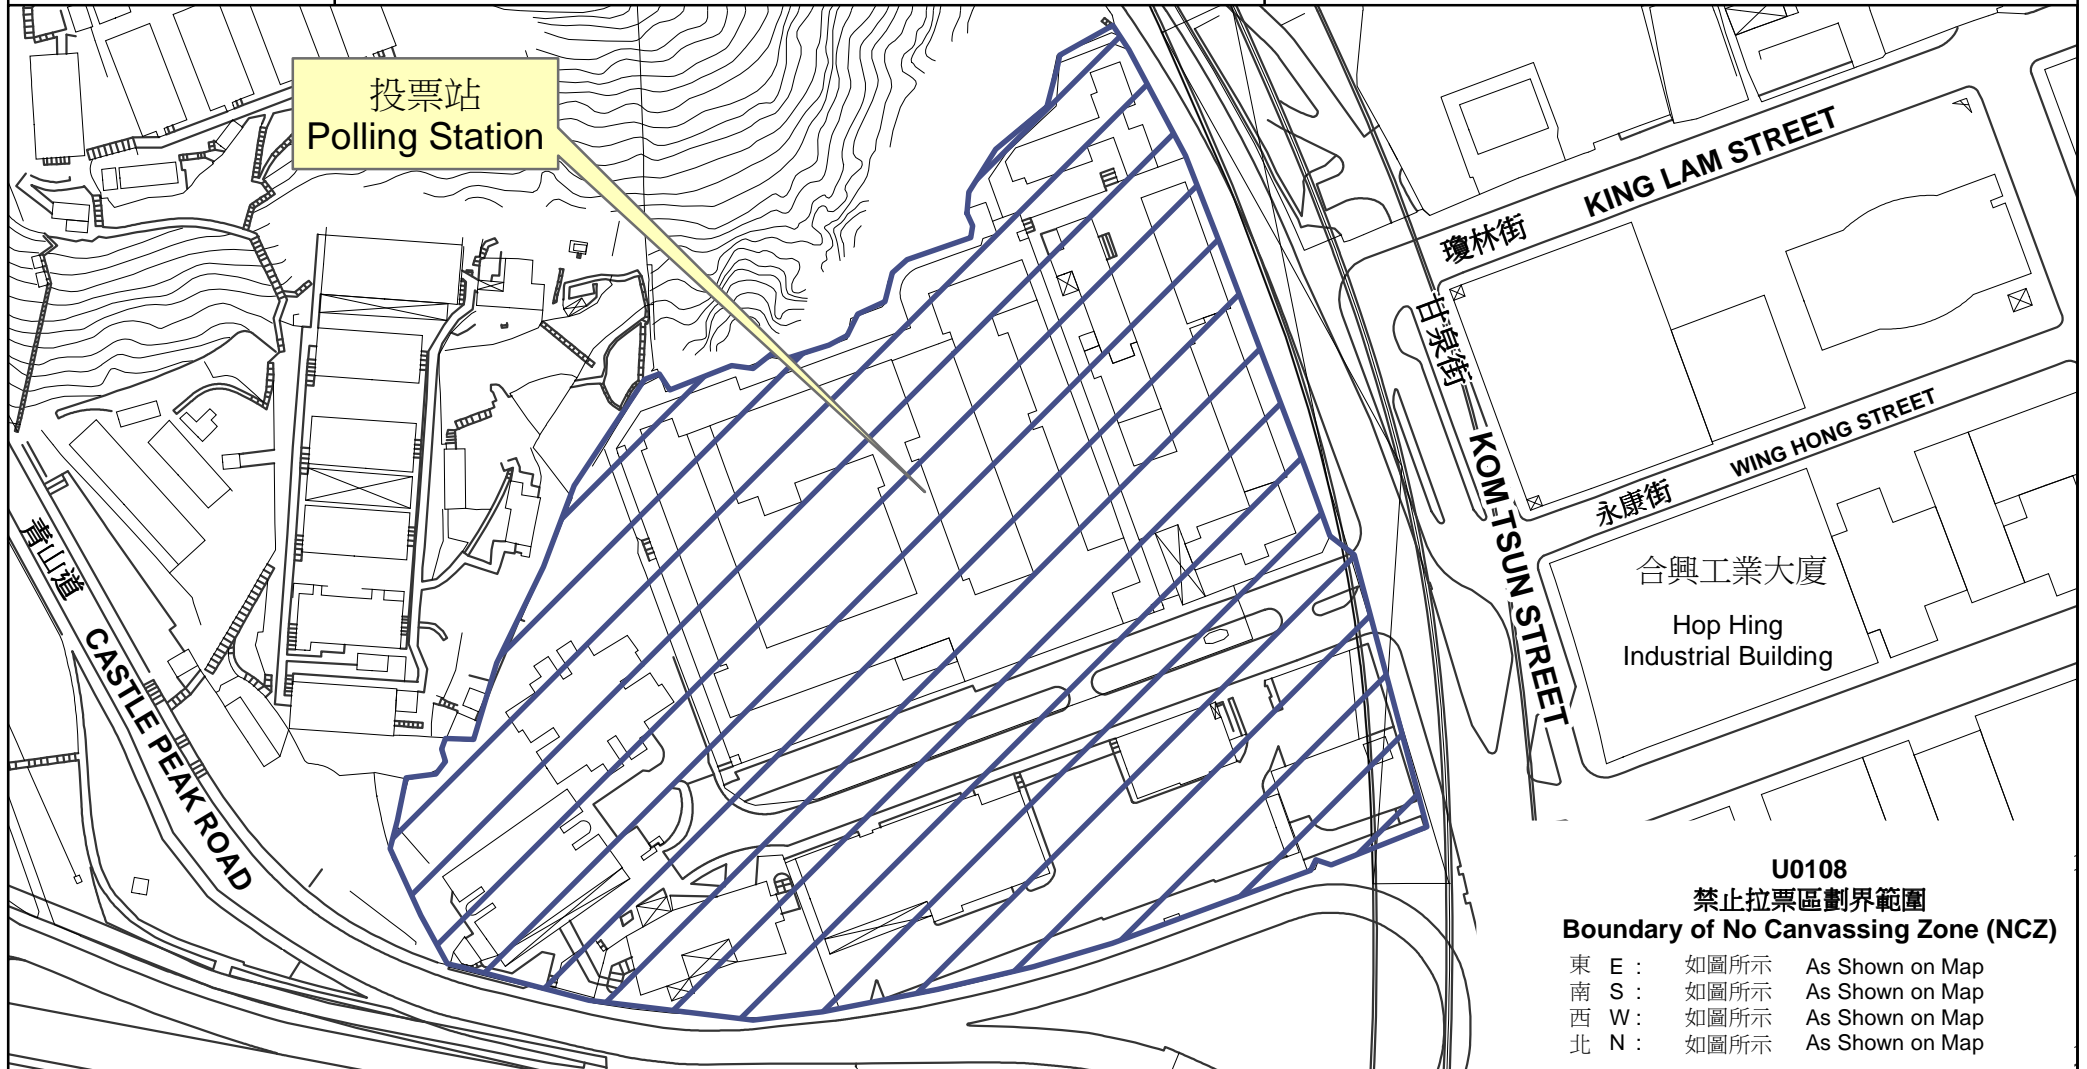 投票站
Polling Station
KING LAM STREET
瓊林街
甘泉街
KOM TSUN STREET
WING HONG STREET
永康街
合興工業大廈
Hop Hing
Industrial Building
青山道
CASTLE PEAK ROAD
U0108
禁止拉票區劃界範圍
Boundary of No Canvassing Zone (NCZ)
東 E : 如圖所示 As Shown on Map
南 S : 如圖所示 As Shown on Map
西 W : 如圖所示 As Shown on Map
北 N : 如圖所示 As Shown on Map